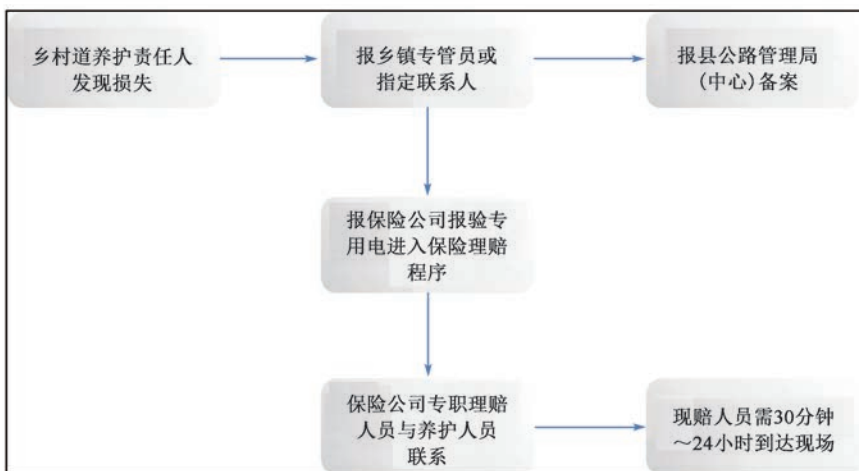 乡村道养护责任人
发现损失
报乡镇专管员或
指定联系人
报县公路管理局
(中心)备案
报保险公司报验专
用电进入保险理赔
程序
保险公司专职理赔
人员与养护人员
联系
现赔人员需30分钟
～24小时到达现场